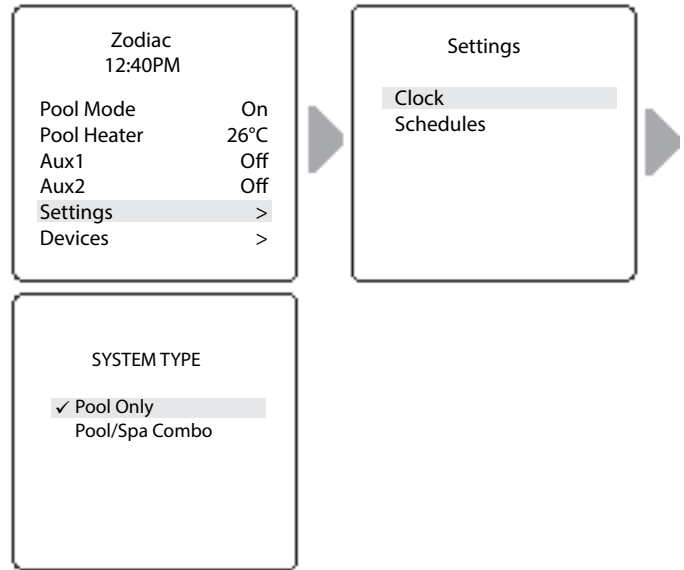 Zodiac
12:40PM
Pool Mode On
Pool Heater 26°C
Aux1 Off
Aux2 Off
Settings >
Devices >
Settings
Clock
Schedules
SYSTEM TYPE
✓ Pool Only
Pool/Spa Combo